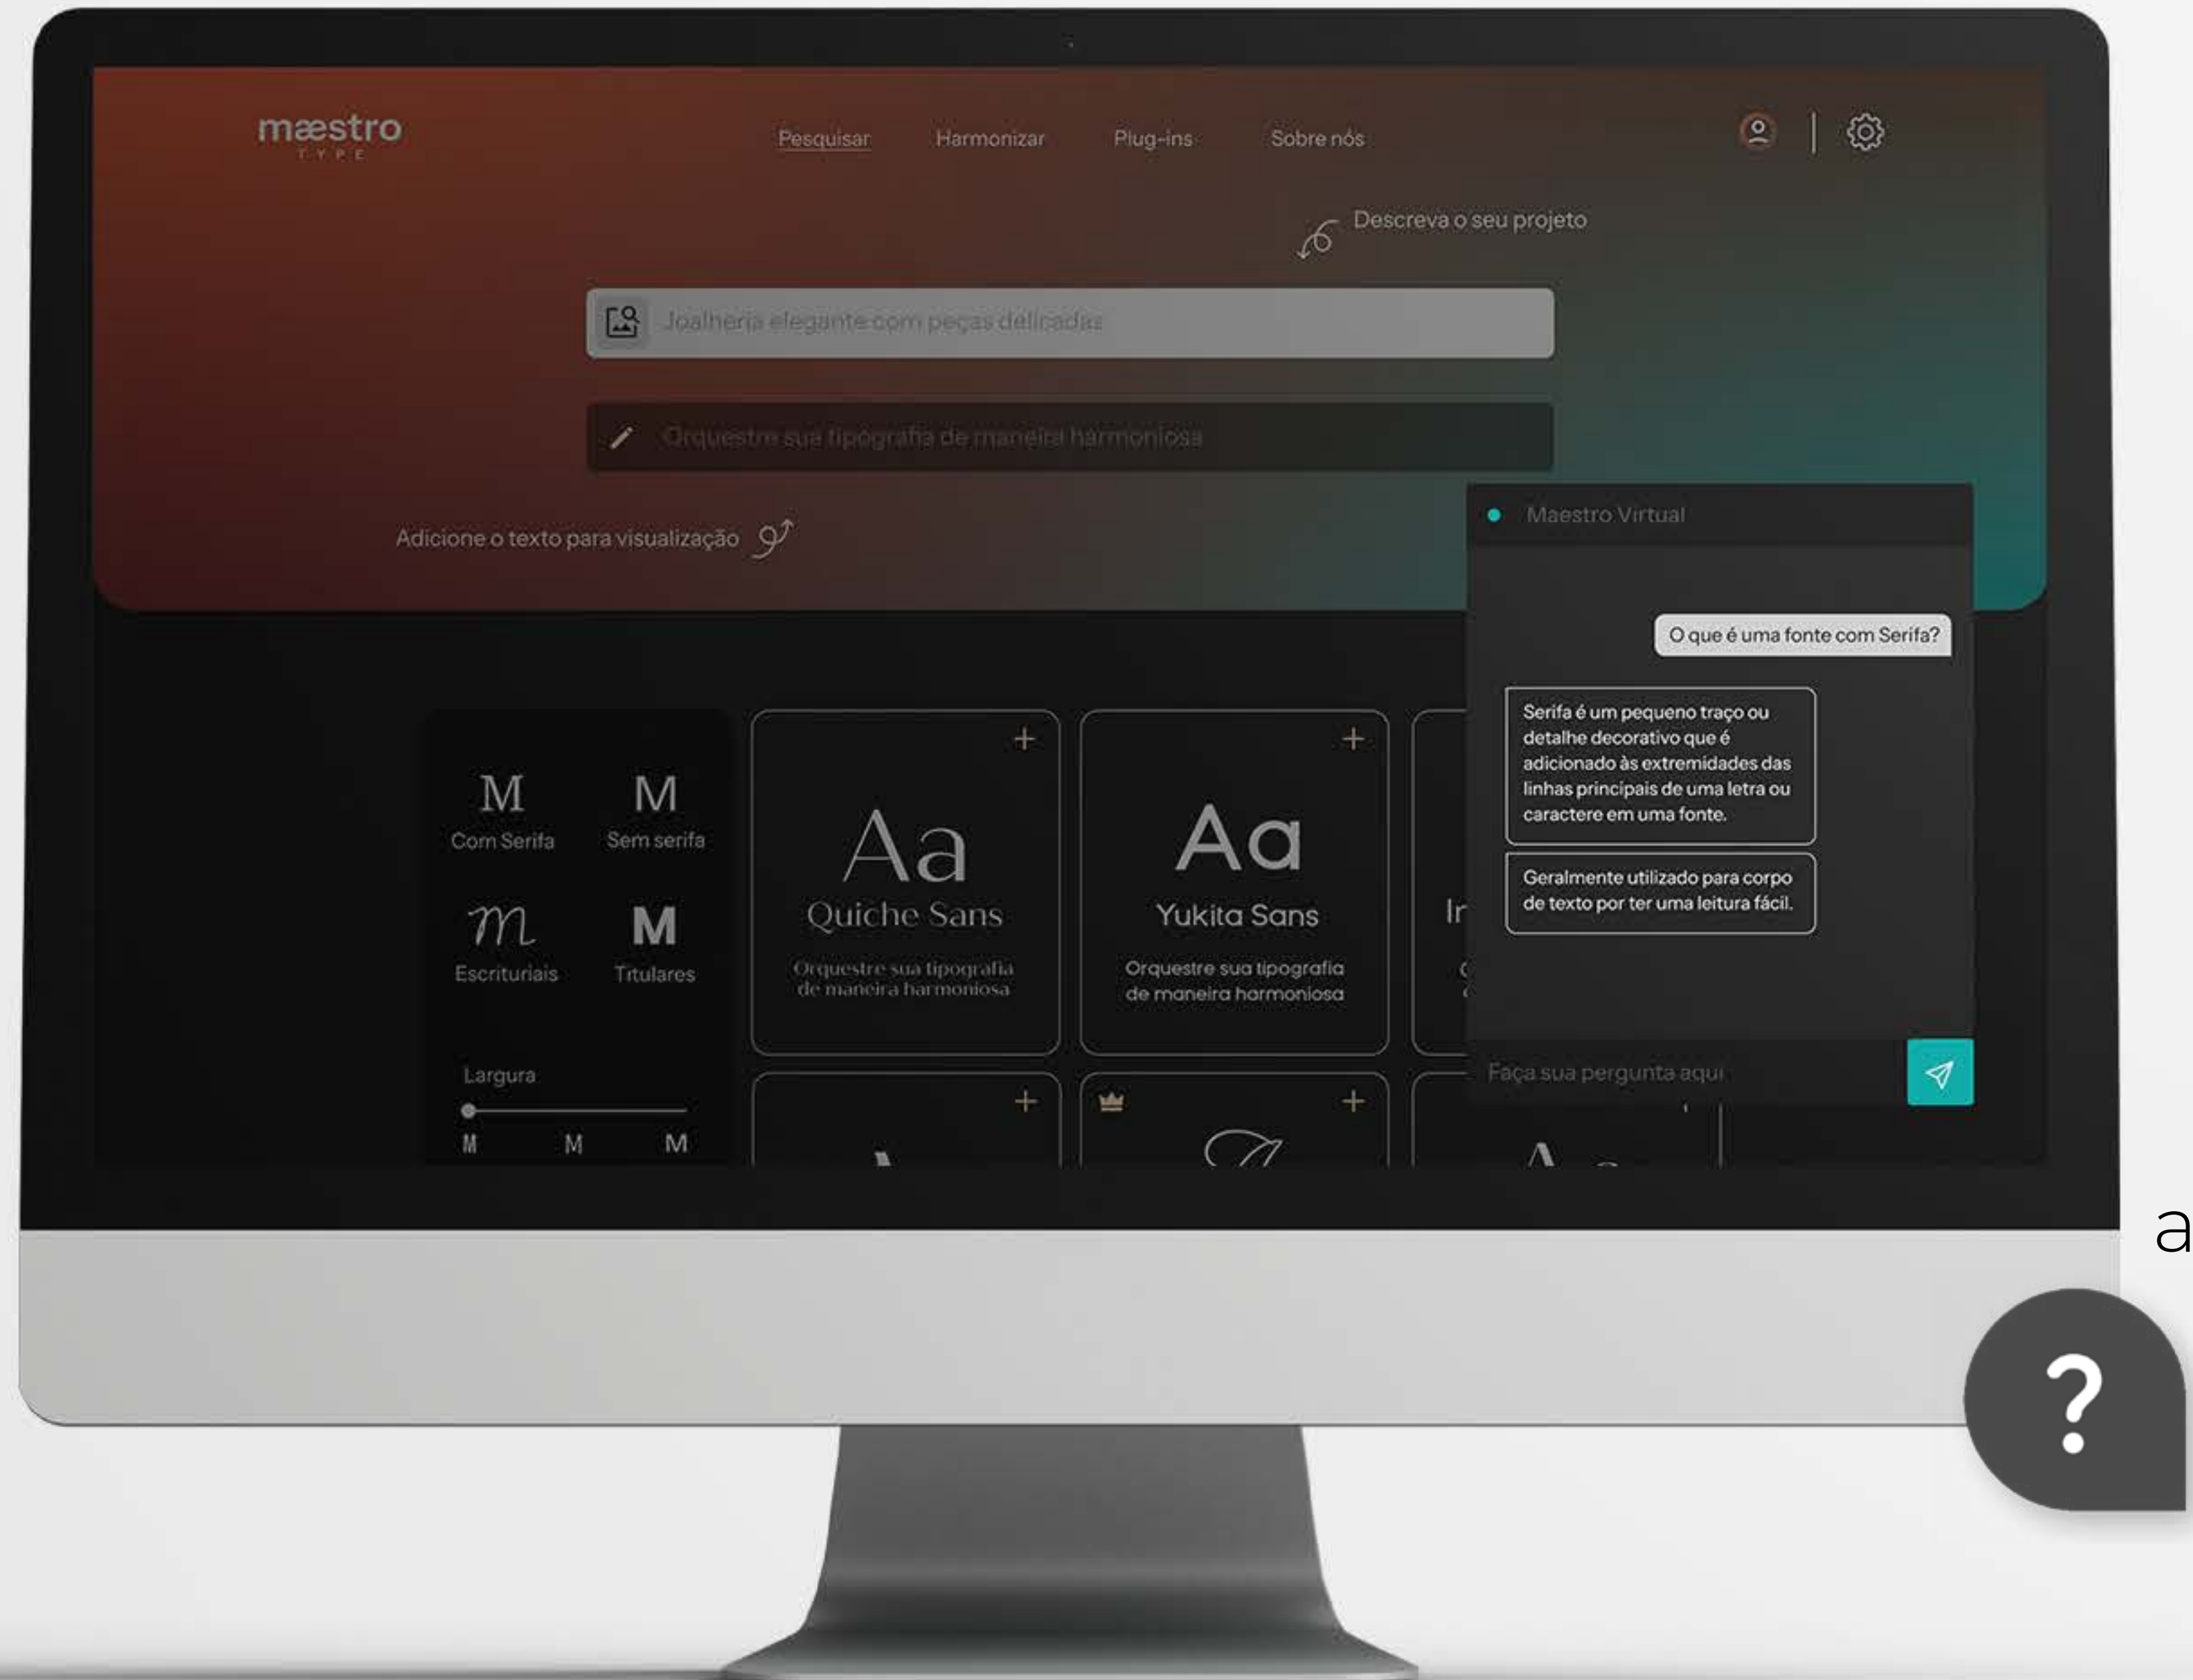 mæstro
TYPE
Pesquisar
Harmonizar
Plug-ins
Sobre nós
Descreva o seu projeto
Joalheria elegante com peças delicadas
Orquestre sua tipografia de maneira harmoniosa
Adicione o texto para visualização
M
Com Serifa
M
Sem serifa
m
Escrituriais
M
Titulares
Largura
M
M
M
Aa
Quiche Sans
Orquestre sua tipografia
de maneira harmoniosa
Aa
Yukita Sans
Orquestre sua tipografia
de maneira harmoniosa
Maestro Virtual
O que é uma fonte com Serifa?
Serifa é um pequeno traço ou
detalhe decorativo que é
adicionado às extremidades das
linhas principais de uma letra ou
caractere em uma fonte.
Geralmente utilizado para corpo
de texto por ter uma leitura fácil.
Faça sua pergunta aqui
a
?